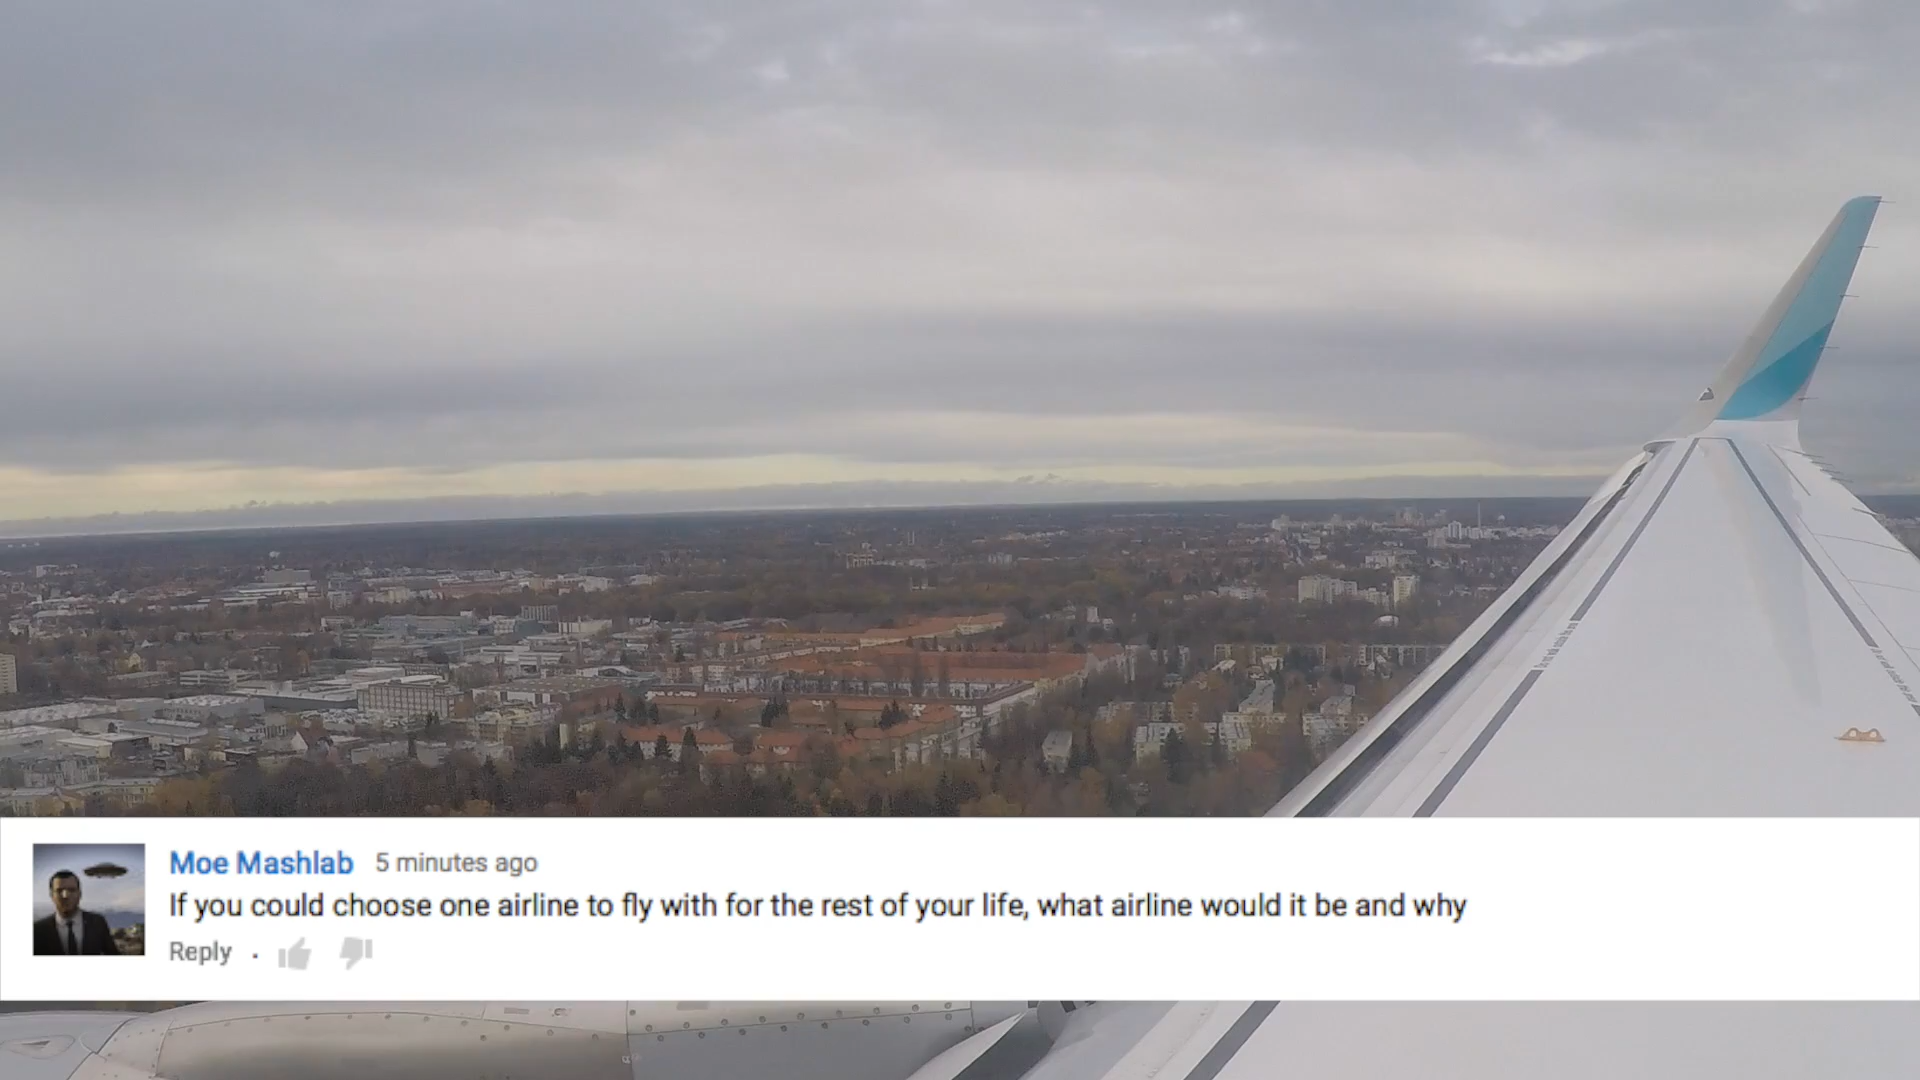 Moe Mashlab 5 minutes ago
If you could choose one airline to fly with for the rest of your life, what airline would it be and why
Reply .